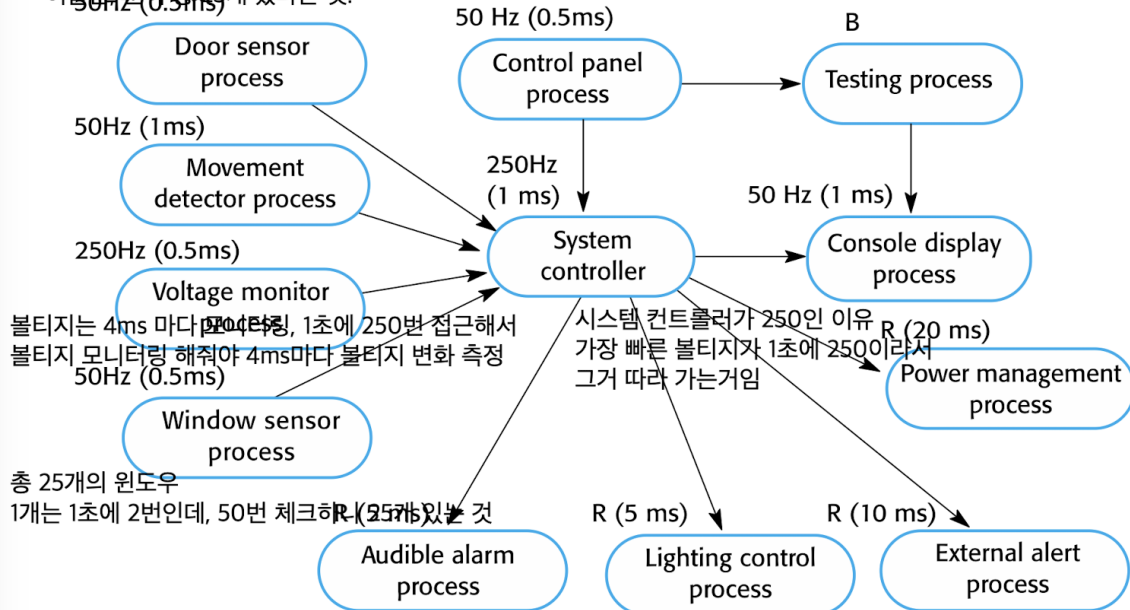 50Hz (0.5ms)
있다는 것.
Door sensor
process
50 Hz (0.5ms)
Control panel
process
B
Testing process
50Hz (1ms)
Movement
detector process
250Hz
(1 ms)
System
controller
50 Hz (1 ms)
Console display
process
250Hz (0.5ms)
Voltage monitor
process
볼티지는 4ms 마다 모니터링, 1초에 250번 접근해서
볼티지 모니터링 해줘야 4ms마다 볼티지 변화 측정
시스템 컨트롤러가 250인 이유
가장 빠른 볼티지가 1초에 250이라서
그거 따라 가는거임
R (20 ms)
Power management
process
50Hz (0.5ms)
Window sensor
process
총 25개의 윈도우
1개는 1초에 2번인데, 50번 체크하니 25개 있는 것
R (5 ms)
Audible alarm
process
R (5 ms)
Lighting control
process
R (10 ms)
External alert
process